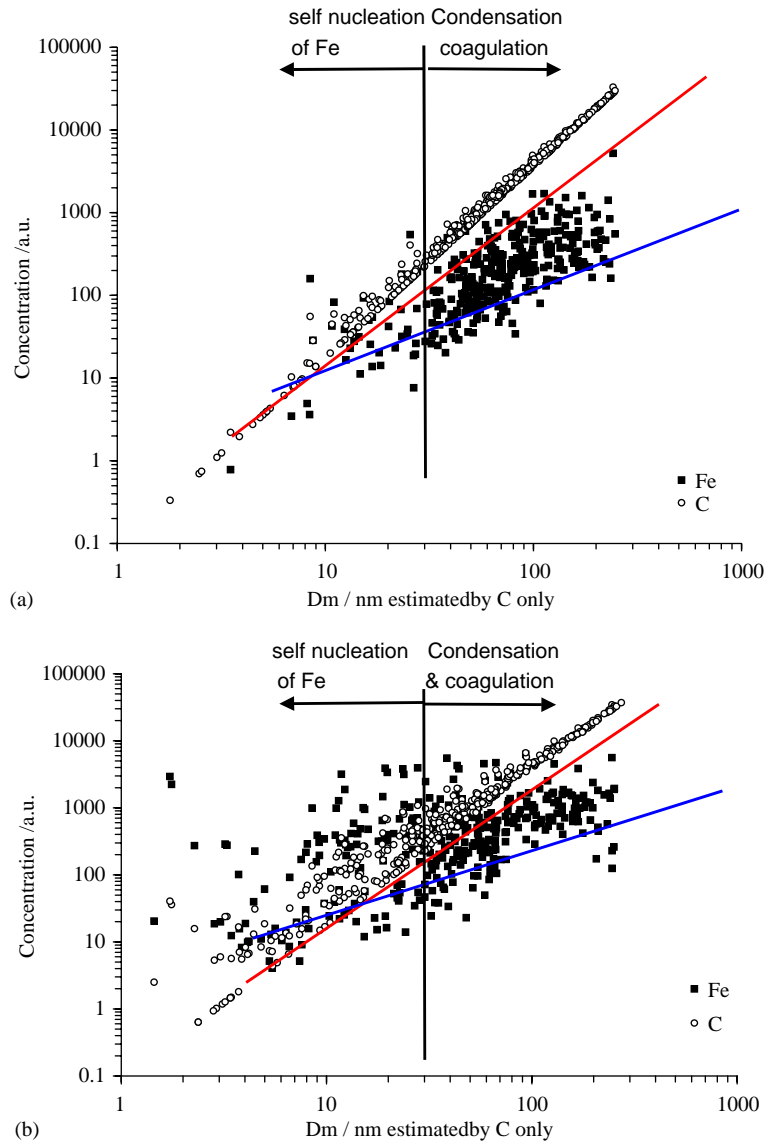 self nucleation Condensation
of Fe coagulation
100000
10000
1000
100
10
1
0.1
Concentration /a.u.
Fe
C
1 10 100 1000
(a) Dm / nm estimatedby C only
self nucleation Condensation
of Fe & coagulation
100000
10000
1000
100
10
1
0.1
Concentration /a.u.
Fe
C
1 10 100 1000
(b) Dm / nm estimatedby C only